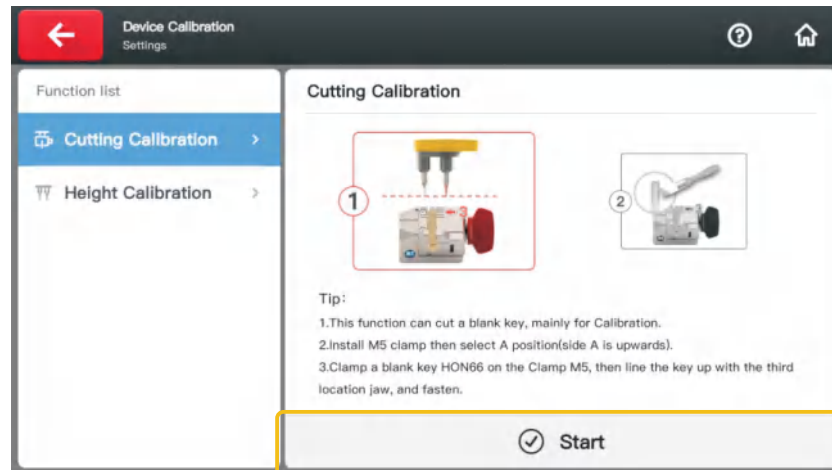 Device Calibration
Settings
Function list
Cutting Calibration
Height Calibration
Cutting Calibration
1
2
Tip:
1.This function can cut a blank key, mainly for Calibration.
2.Install M5 clamp then select A position(side A is upwards).
3.Clamp a blank key HON66 on the Clamp M5, then line the key up with the third
location jaw, and fasten.
Start